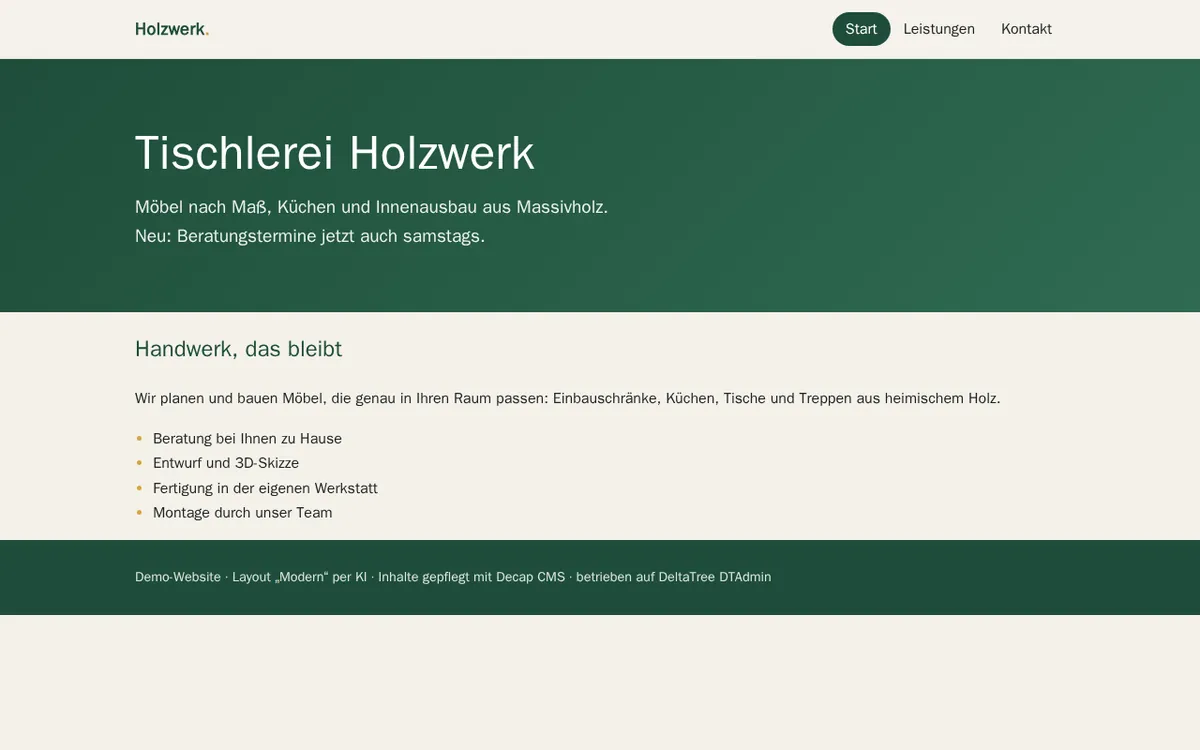 Holzwerk.
Start
Leistungen
Kontakt
Tischlerei Holzwerk
Möbel nach Maß, Küchen und Innenausbau aus Massivholz.
Neu: Beratungstermine jetzt auch samstags.
Handwerk, das bleibt
Wir planen und bauen Möbel, die genau in Ihren Raum passen: Einbauschränke, Küchen, Tische und Treppen aus heimischem Holz.
• Beratung bei Ihnen zu Hause
• Entwurf und 3D-Skizze
• Fertigung in der eigenen Werkstatt
• Montage durch unser Team
Demo-Website · Layout „Modern“ per KI · Inhalte gepflegt mit Decap CMS · betrieben auf DeltaTree DTAdmin